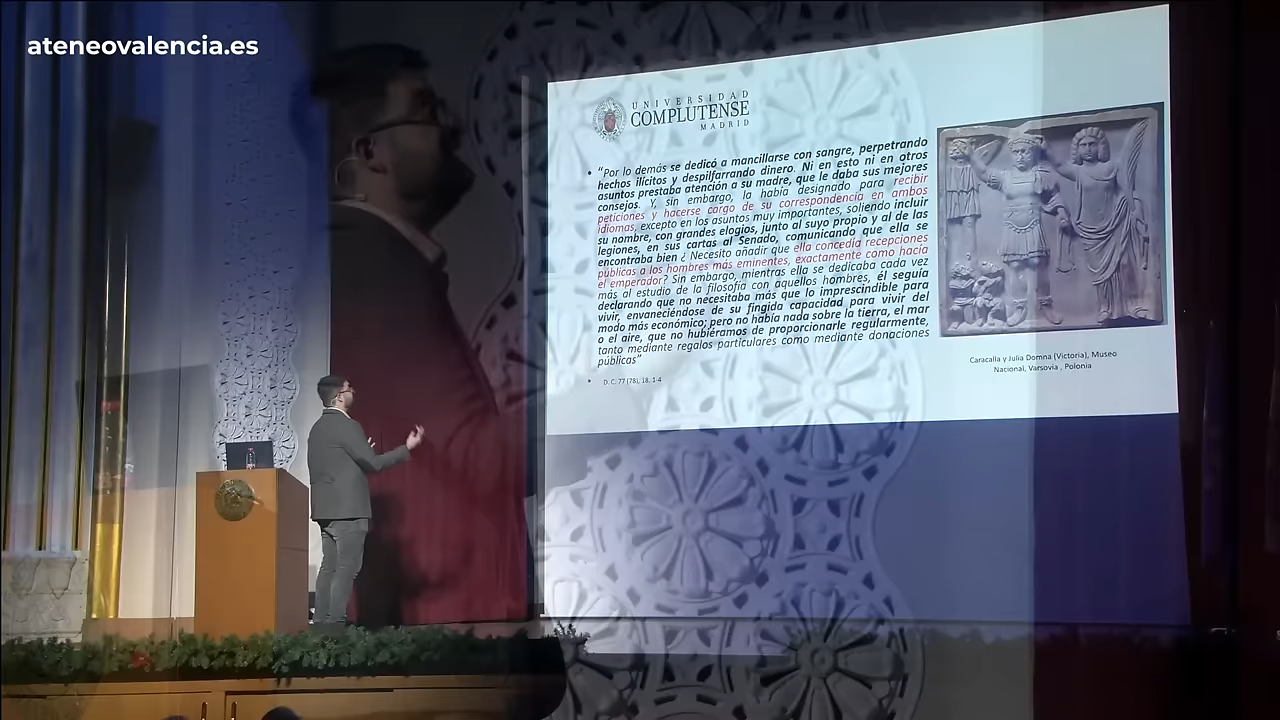 ateneovalencia.es
UNIVERSIDAD
COMPLUTENSE
MADRID
• “Por lo demás se dedicó a mancillarse con sangre, perpetrando
hechos ilícitos y despilfarrando dinero. Ni en esto ni en otros
asuntos prestaba atención a su madre, que le daba sus mejores
consejos. Y, sin embargo, la había designado para recibir
peticiones y hacerse cargo de su correspondencia en ambos
idiomas, excepto en los asuntos muy importantes, soliendo incluir
su nombre, con grandes elogios, junto al suyo propio y al de las
legiones, en sus cartas al Senado, comunicando que ella se
encontraba bien ¿ Necesito añadir que ella concedía recepciones
públicas a los hombres más eminentes, exactamente como hacía
el emperador? Sin embargo, mientras ella se dedicaba cada vez
más al estudio de la filosofía con aquellos hombres, él seguía
declarando que no necesitaba más que lo imprescindible para
vivir, envaneciéndose de su fingida capacidad para vivir del
modo más económico; pero no había nada sobre la tierra, el mar
o el aire, que no hubiéramos de proporcionarle regularmente,
tanto mediante regalos particulares como mediante donaciones
públicas”
• D. C. 77 (78), 18, 1-4
Caracalla y Julia Domna (Victoria), Museo
Nacional, Varsovia , Polonia